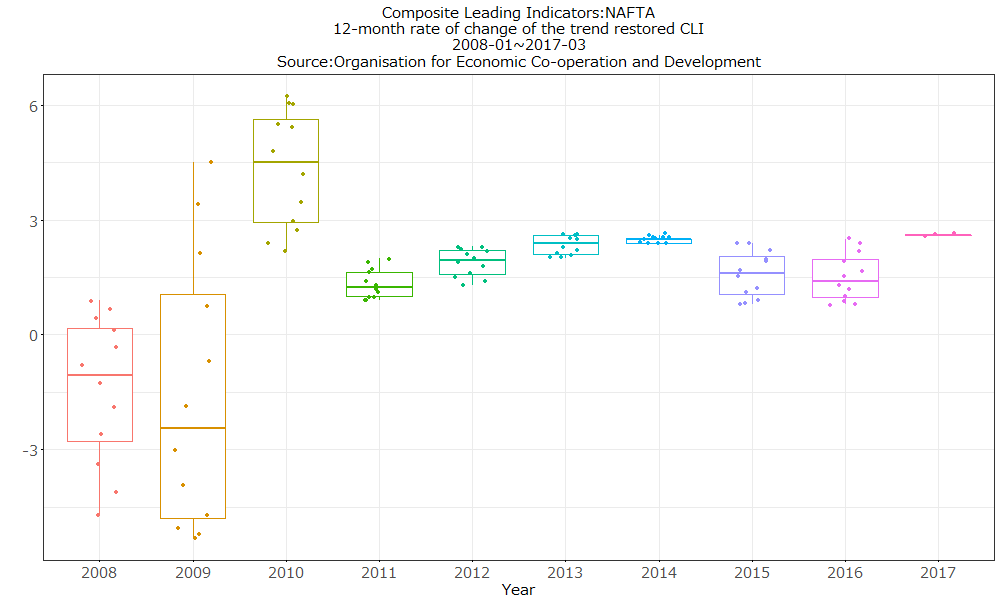 Composite Leading Indicators:NAFTA
12-month rate of change of the trend restored CLI
2008-01~2017-03
Source:Organisation for Economic Co-operation and Development
6
3
0
-3
2008 2009 2010 2011 2012 2013 2014 2015 2016 2017
Year